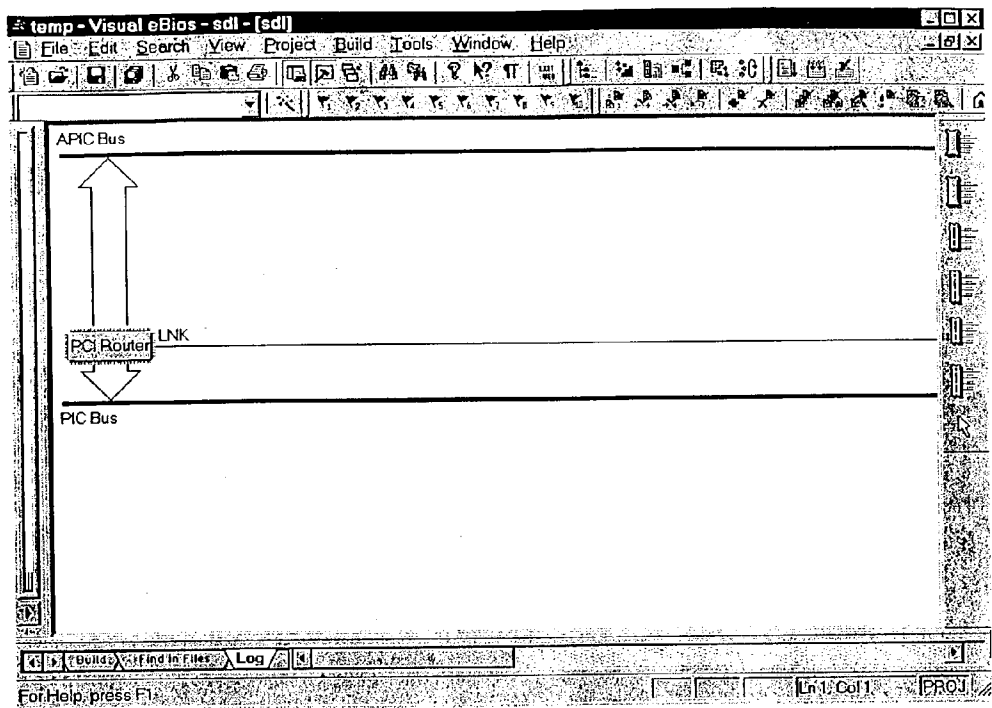 temp - Visual eBios - sdl - [sdl]
File Edit Search View Project Build Tools Window Help
APIC Bus
PCI Router
LNK
PIC Bus
Build Find in Files Log
For Help, press F1
Ln 1, Col 1 PROJ